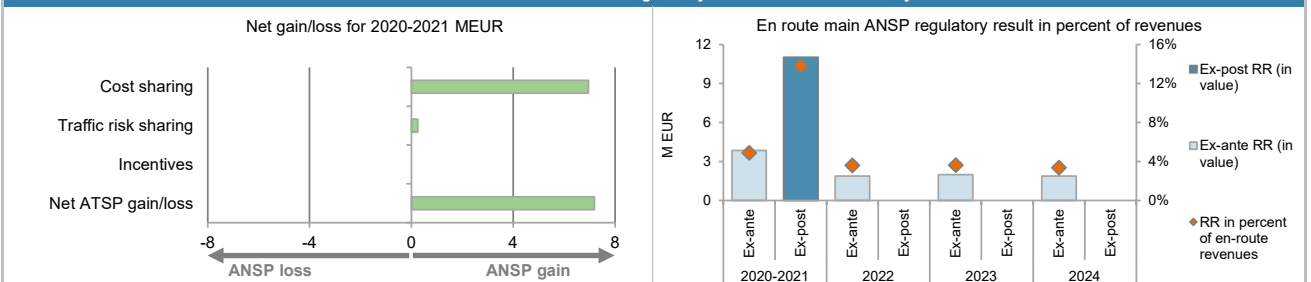 Net gain/loss for 2020-2021 MEUR
Cost sharing
Traffic risk sharing
Incentives
Net ATSP gain/loss
-8 -4 0 4 8
ANSP loss ANSP gain
En route main ANSP regulatory result in percent of revenues
12 16%
9 12%
6 8%
3 4%
0 0%
M EUR
Ex-ante Ex-post Ex-ante Ex-post Ex-ante Ex-post Ex-ante Ex-post
2020-2021 2022 2023 2024
Ex-post RR (in
value)
Ex-ante RR (in
value)
RR in percent
of en-route
revenues